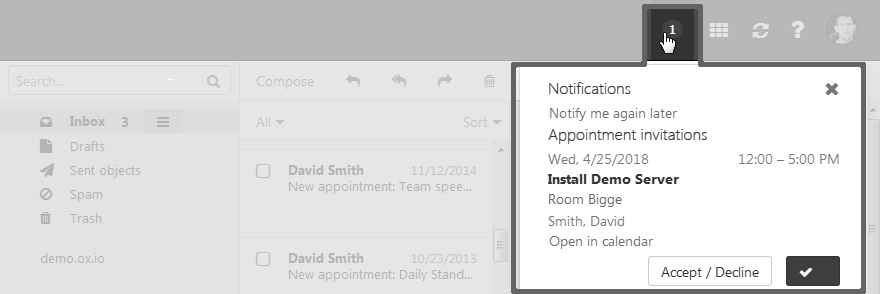 1
?
Search...
Compose
Inbox 3
Drafts
Sent objects
Spam
Trash
demo.ox.io
All
Sort
David Smith 11/12/2014
New appointment: Team spee...
David Smith 10/23/2013
New appointment: Daily Stand...
Notifications
Notify me again later
Appointment invitations
Wed, 4/25/2018 12:00 – 5:00 PM
Install Demo Server
Room Bigge
Smith, David
Open in calendar
Accept / Decline